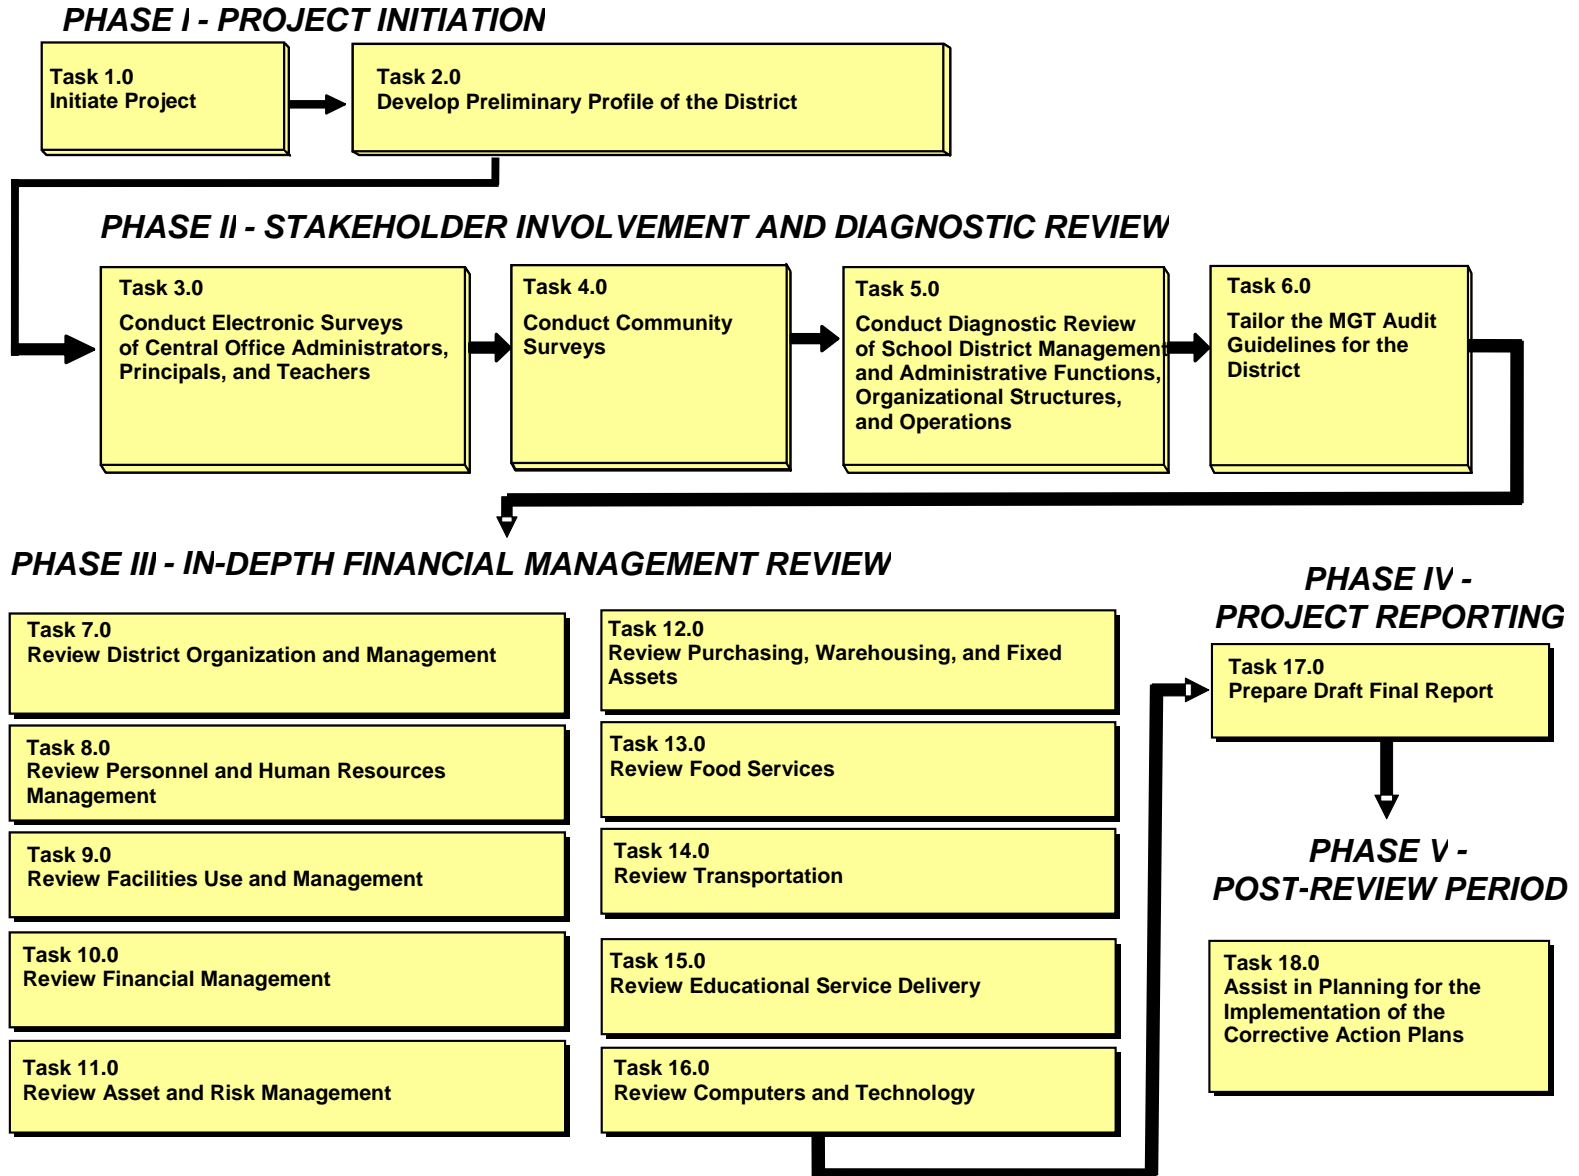 PHASE I - PROJECT INITIATION
Task 1.0
Initiate Project
Task 2.0
Develop Preliminary Profile of the District
PHASE II - STAKEHOLDER INVOLVEMENT AND DIAGNOSTIC REVIEW
Task 3.0
Conduct Electronic Surveys
of Central Office Administrators,
Principals, and Teachers
Task 4.0
Conduct Community
Surveys
Task 5.0
Conduct Diagnostic Review
of School District Management
and Administrative Functions,
Organizational Structures,
and Operations
Task 6.0
Tailor the MGT Audit
Guidelines for the
District
PHASE III - IN-DEPTH FINANCIAL MANAGEMENT REVIEW
Task 7.0
Review District Organization and Management
Task 8.0
Review Personnel and Human Resources
Management
Task 9.0
Review Facilities Use and Management
Task 10.0
Review Financial Management
Task 11.0
Review Asset and Risk Management
Task 12.0
Review Purchasing, Warehousing, and Fixed
Assets
Task 13.0
Review Food Services
Task 14.0
Review Transportation
Task 15.0
Review Educational Service Delivery
Task 16.0
Review Computers and Technology
PHASE IV -
PROJECT REPORTING
Task 17.0
Prepare Draft Final Report
PHASE V -
POST-REVIEW PERIOD
Task 18.0
Assist in Planning for the
Implementation of the
Corrective Action Plans